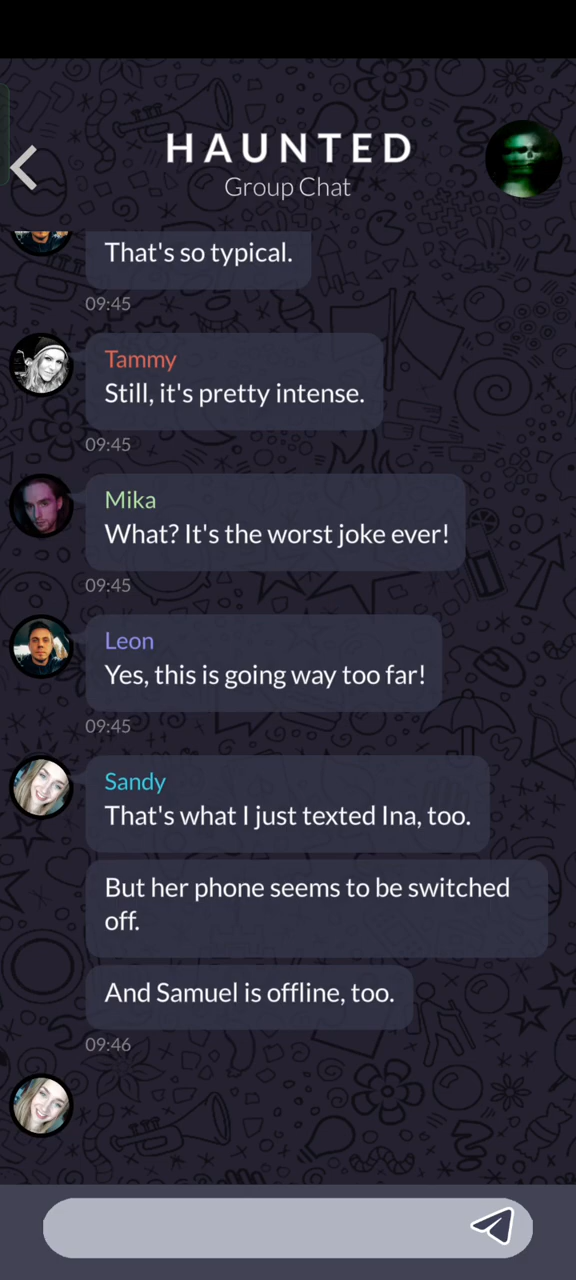 HAUNTED
Group Chat
That's so typical.
09:45
Tammy
Still, it's pretty intense.
09:45
Mika
What? It's the worst joke ever!
09:45
Leon
Yes, this is going way too far!
09:45
Sandy
That's what I just texted Ina, too.
But her phone seems to be switched
off.
And Samuel is offline, too.
09:46